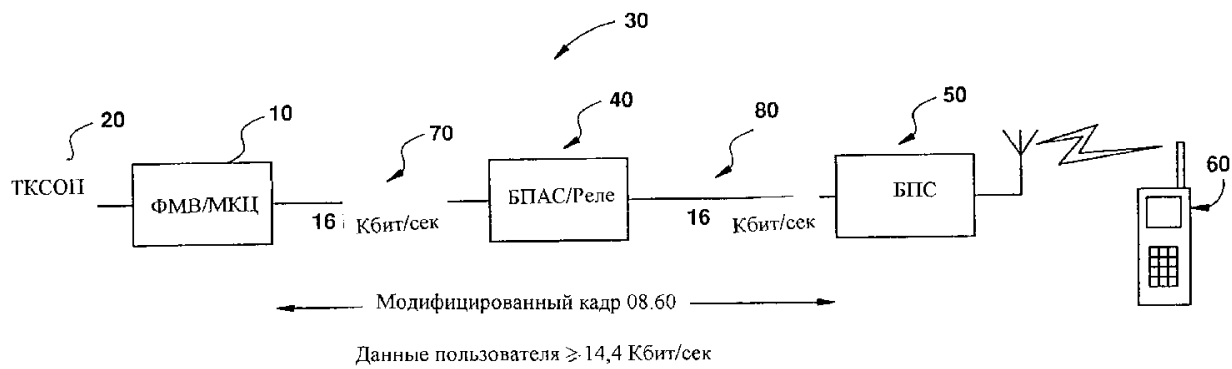 30
20
10
70
40
80
50
60
ТКСОП
ФМВ/МКЦ
16 Кбит/сек
БПАС/Реле
16 Кбит/сек
БПС
Модифицированный кадр 08.60
Данные пользователя ⩾ 14,4 Кбит/сек